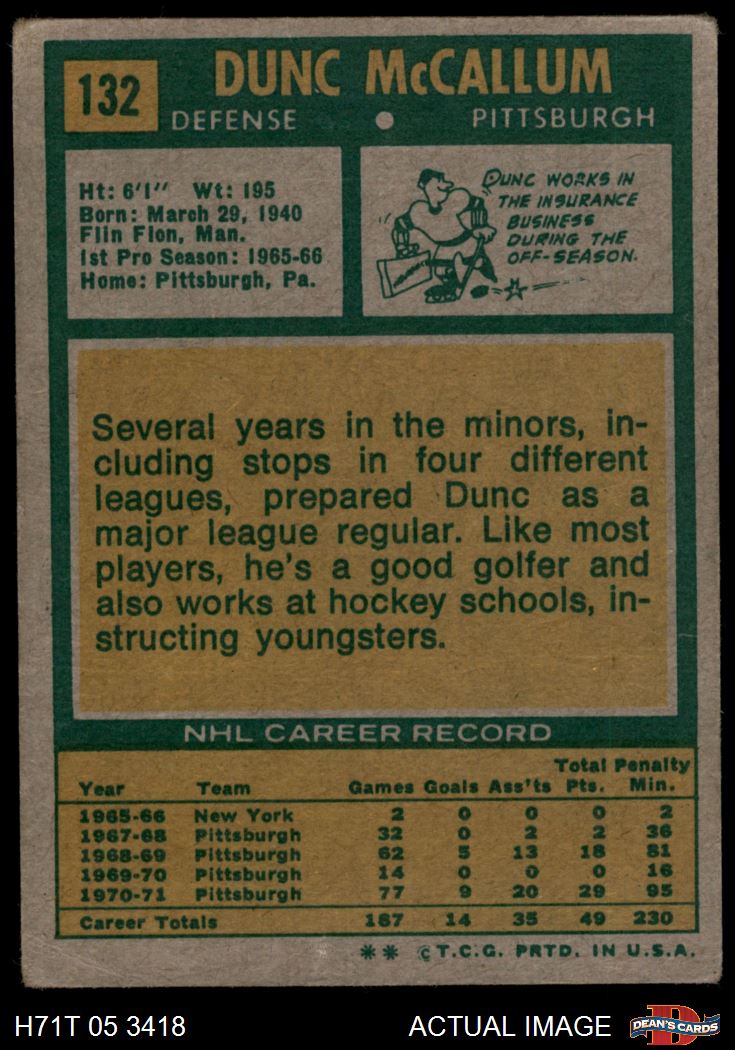 132
DUNC McCALLUM
DEFENSE • PITTSBURGH
Ht: 6'1" Wt: 195
Born: March 29, 1940
Flin Flon, Man.
1st Pro Season: 1965-66
Home: Pittsburgh, Pa.
DUNC WORKS IN
THE INSURANCE
BUSINESS
DURING THE
OFF-SEASON.
Several years in the minors, in-
cluding stops in four different
leagues, prepared Dunc as a
major league regular. Like most
players, he's a good golfer and
also works at hockey schools, in-
structing youngsters.
NHL CAREER RECORD
Year Team Games Goals Ass'ts Total Pts. Penalty Min.
1965-66 New York 2 0 0 0 2
1967-68 Pittsburgh 32 0 2 2 36
1968-69 Pittsburgh 62 5 13 18 81
1969-70 Pittsburgh 14 0 0 0 16
1970-71 Pittsburgh 77 9 20 29 95
Career Totals 187 14 35 49 230
** © T.C.G. PRTD. IN U.S.A.
H71T 05 3418 ACTUAL IMAGE
DEAN'S CARDS